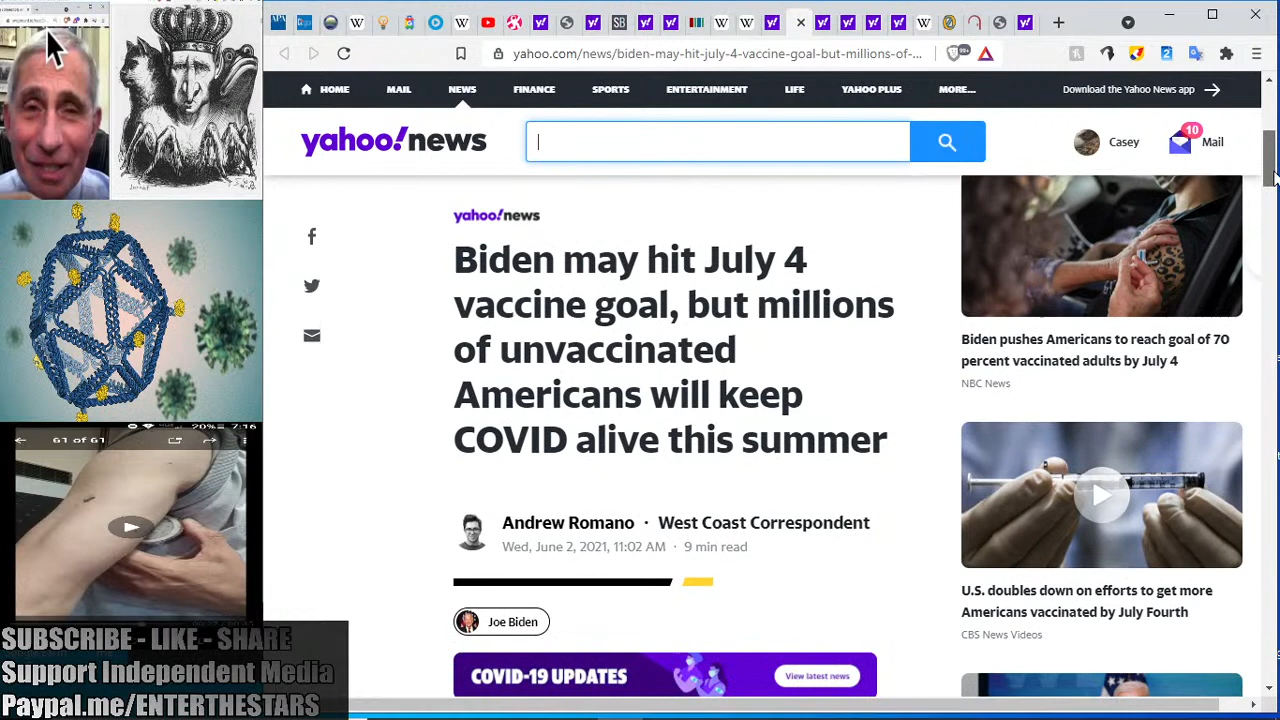 20% 7:16
61 of 61
SUBSCRIBE - LIKE - SHARE
Support Independent Media
Paypal.me/ENTERTHESTARS
yahoo.com/news/biden-may-hit-july-4-vaccine-goal-but-millions-of-...
99+
2
HOME
MAIL
NEWS
FINANCE
SPORTS
ENTERTAINMENT
LIFE
YAHOO PLUS
MORE...
Download the Yahoo News app
yahoo!news
Casey
10
Mail
yahoo!news
Biden may hit July 4
vaccine goal, but millions
of unvaccinated
Americans will keep
COVID alive this summer
Andrew Romano · West Coast Correspondent
Wed, June 2, 2021, 11:02 AM · 9 min read
Joe Biden
COVID-19 UPDATES
View latest news
Biden pushes Americans to reach goal of 70
percent vaccinated adults by July 4
NBC News
U.S. doubles down on efforts to get more
Americans vaccinated by July Fourth
CBS News Videos